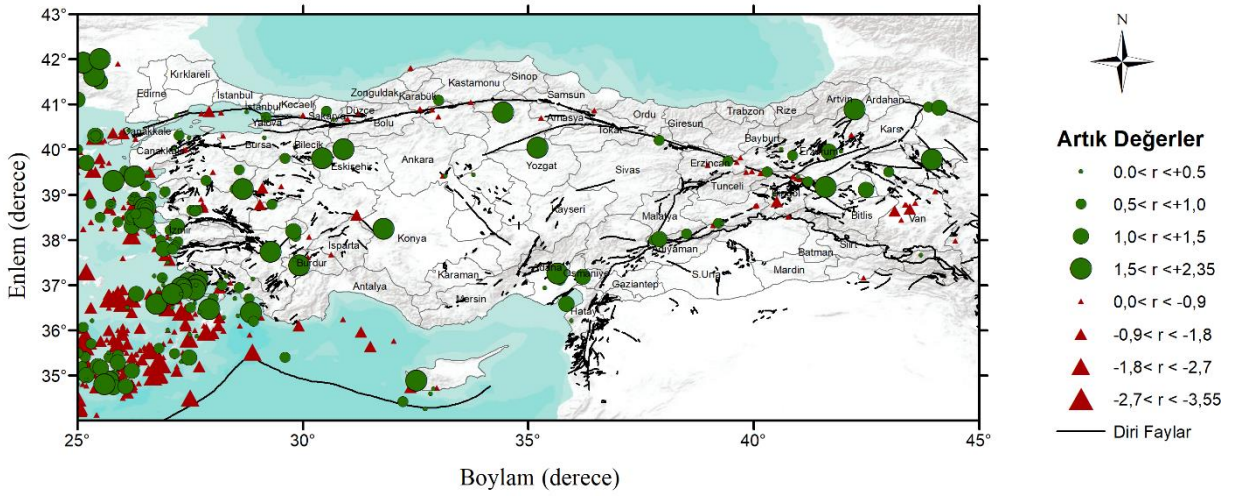 43°
42°
41°
40°
39°
38°
37°
36°
35°
25°
30°
35°
40°
45°
Enlem (derece)
Boylam (derece)
Kırklareli
Edirne
İstanbul
İstanbul
Kocaeli
Yalova
Sakarya
Düzce
Zonguldak
Karabük
Bolu
Kastamonu
Sinop
Samsun
Amasya
Tokat
Ordu
Giresun
Trabzon
Rize
Artvin
Ardahan
Kars
Bayburt
Erzurum
Erzincan
Çanakkale
Çanakkale
Bursa
Bilecik
Eskişehir
Ankara
Yozgat
Sivas
Tunceli
Bingöl
Kayseri
Malatya
Bitlis
Van
Siirt
Batman
Mardin
S.Urfa
Adıyaman
Gaziantep
Osmaniye
Adana
Hatay
Mersin
Karaman
Konya
Isparta
Burdur
Antalya
İzmir
N
Artık Değerler
0.0< r <+0.5
0,5< r <+1,0
1,0< r <+1,5
1,5< r <+2,35
0,0< r <-0,9
-0,9< r < -1,8
-1,8< r < -2,7
-2,7< r < -3,55
Diri Faylar